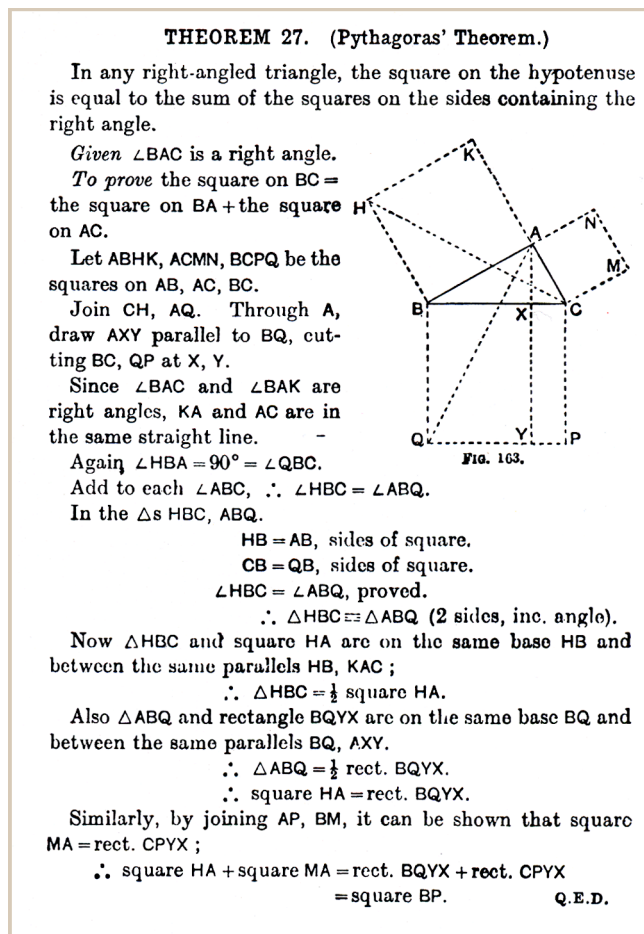 THEOREM 27. (Pythagoras' Theorem.)
In any right-angled triangle, the square on the hypotenuse
is equal to the sum of the squares on the sides containing the
right angle.
Given ∠BAC is a right angle.
To prove the square on BC =
the square on BA + the square
on AC.
Let ABHK, ACMN, BCPQ be the
squares on AB, AC, BC.
Join CH, AQ. Through A,
draw AXY parallel to BQ, cut-
ting BC, QP at X, Y.
Since ∠BAC and ∠BAK are
right angles, KA and AC are in
the same straight line.
Again ∠HBA = 90° = ∠QBC.
Add to each ∠ABC, ∴ ∠HBC = ∠ABQ.
In the △s HBC, ABQ.
HB = AB, sides of square.
CB = QB, sides of square.
∠HBC = ∠ABQ, proved.
∴ △HBC ≡ △ABQ (2 sides, inc. angle).
Now △HBC and square HA are on the same base HB and
between the same parallels HB, KAC ;
∴ △HBC = ½ square HA.
Also △ABQ and rectangle BQYX are on the same base BQ and
between the same parallels BQ, AXY.
∴ △ABQ = ½ rect. BQYX.
∴ square HA = rect. BQYX.
Similarly, by joining AP, BM, it can be shown that square
MA = rect. CPYX ;
∴ square HA + square MA = rect. BQYX + rect. CPYX
= square BP. Q.E.D.
K
H
A
N
M
B
X
C
Q
Y
P
FIG. 163.